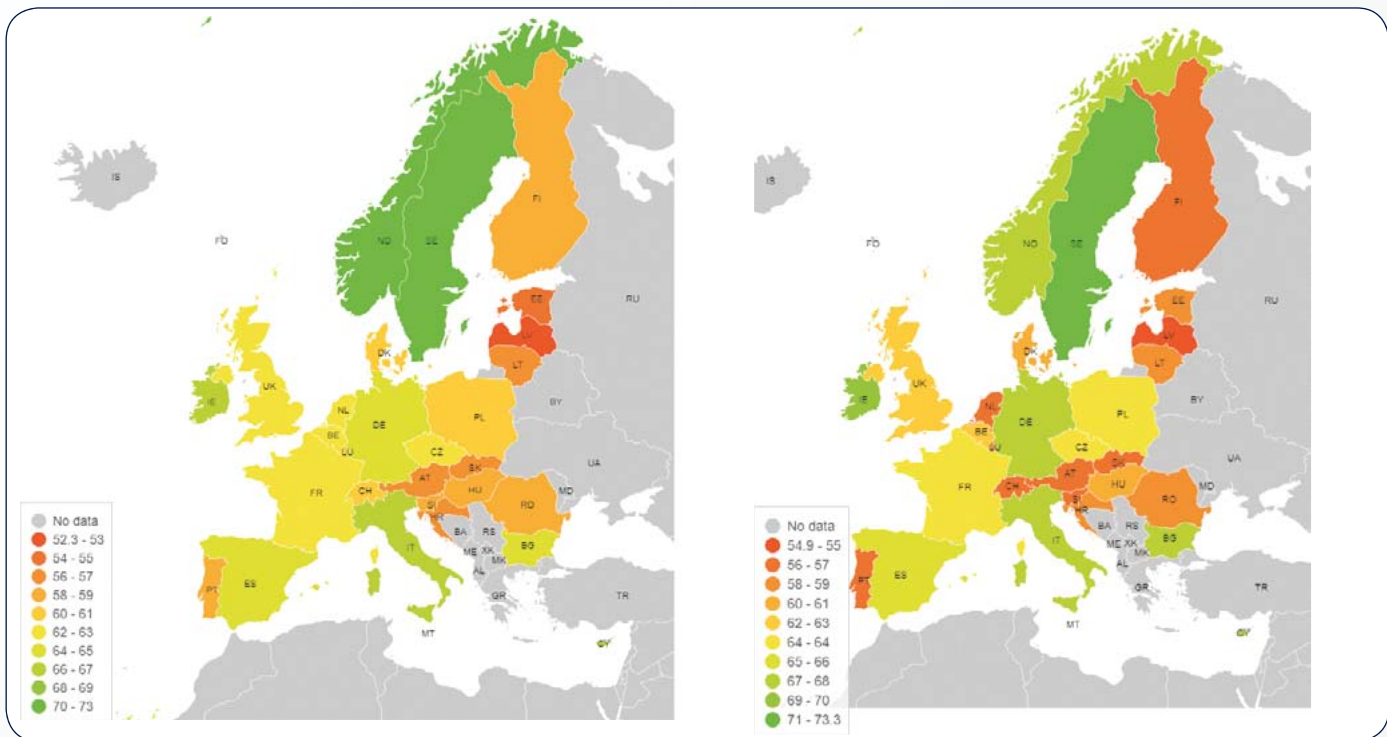 IS
FO
NO
SE
FI
RU
EE
LV
LT
DK
BY
IE
UK
NL
BE
LU
DE
PL
CZ
UA
FR
CH
AT
SK
HU
SI
HR
RO
MD
BA
RS
ME
XK
MK
AL
BG
IT
PT
ES
GR
TR
MT
CY
No data
52.3 - 53
54 - 55
56 - 57
58 - 59
60 - 61
62 - 63
64 - 65
66 - 67
68 - 69
70 - 73
IS
FO
NO
SE
FI
RU
EE
LV
LT
DK
BY
IE
UK
NL
BE
LU
DE
PL
CZ
UA
FR
CH
AT
SK
HU
SI
HR
RO
MD
BA
RS
ME
XK
MK
AL
BG
IT
PT
ES
GR
TR
MT
CY
No data
54.9 - 55
56 - 57
58 - 59
60 - 61
62 - 63
64 - 64
65 - 66
67 - 68
69 - 70
71 - 73.3